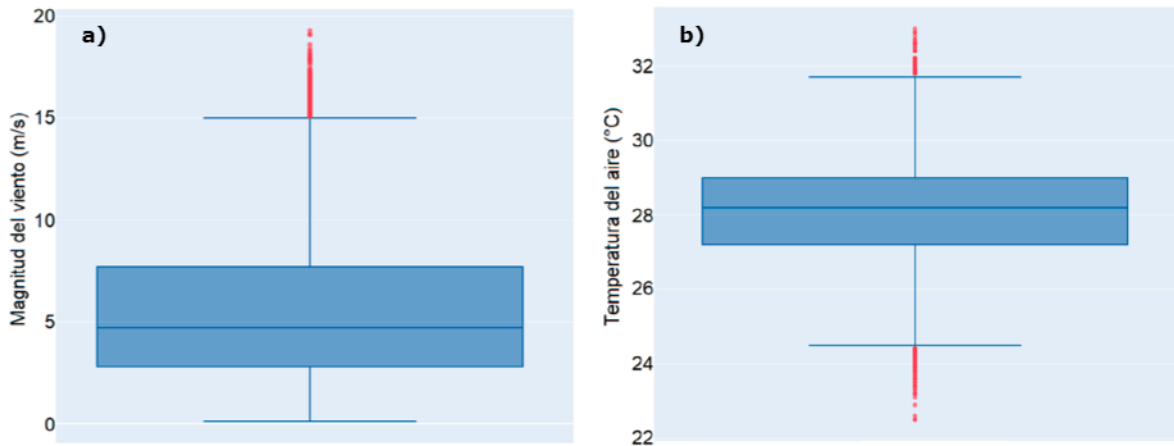 a)
Magnitud del viento (m/s)
20
15
10
5
0
b)
Temperatura del aire (°C)
32
30
28
26
24
22